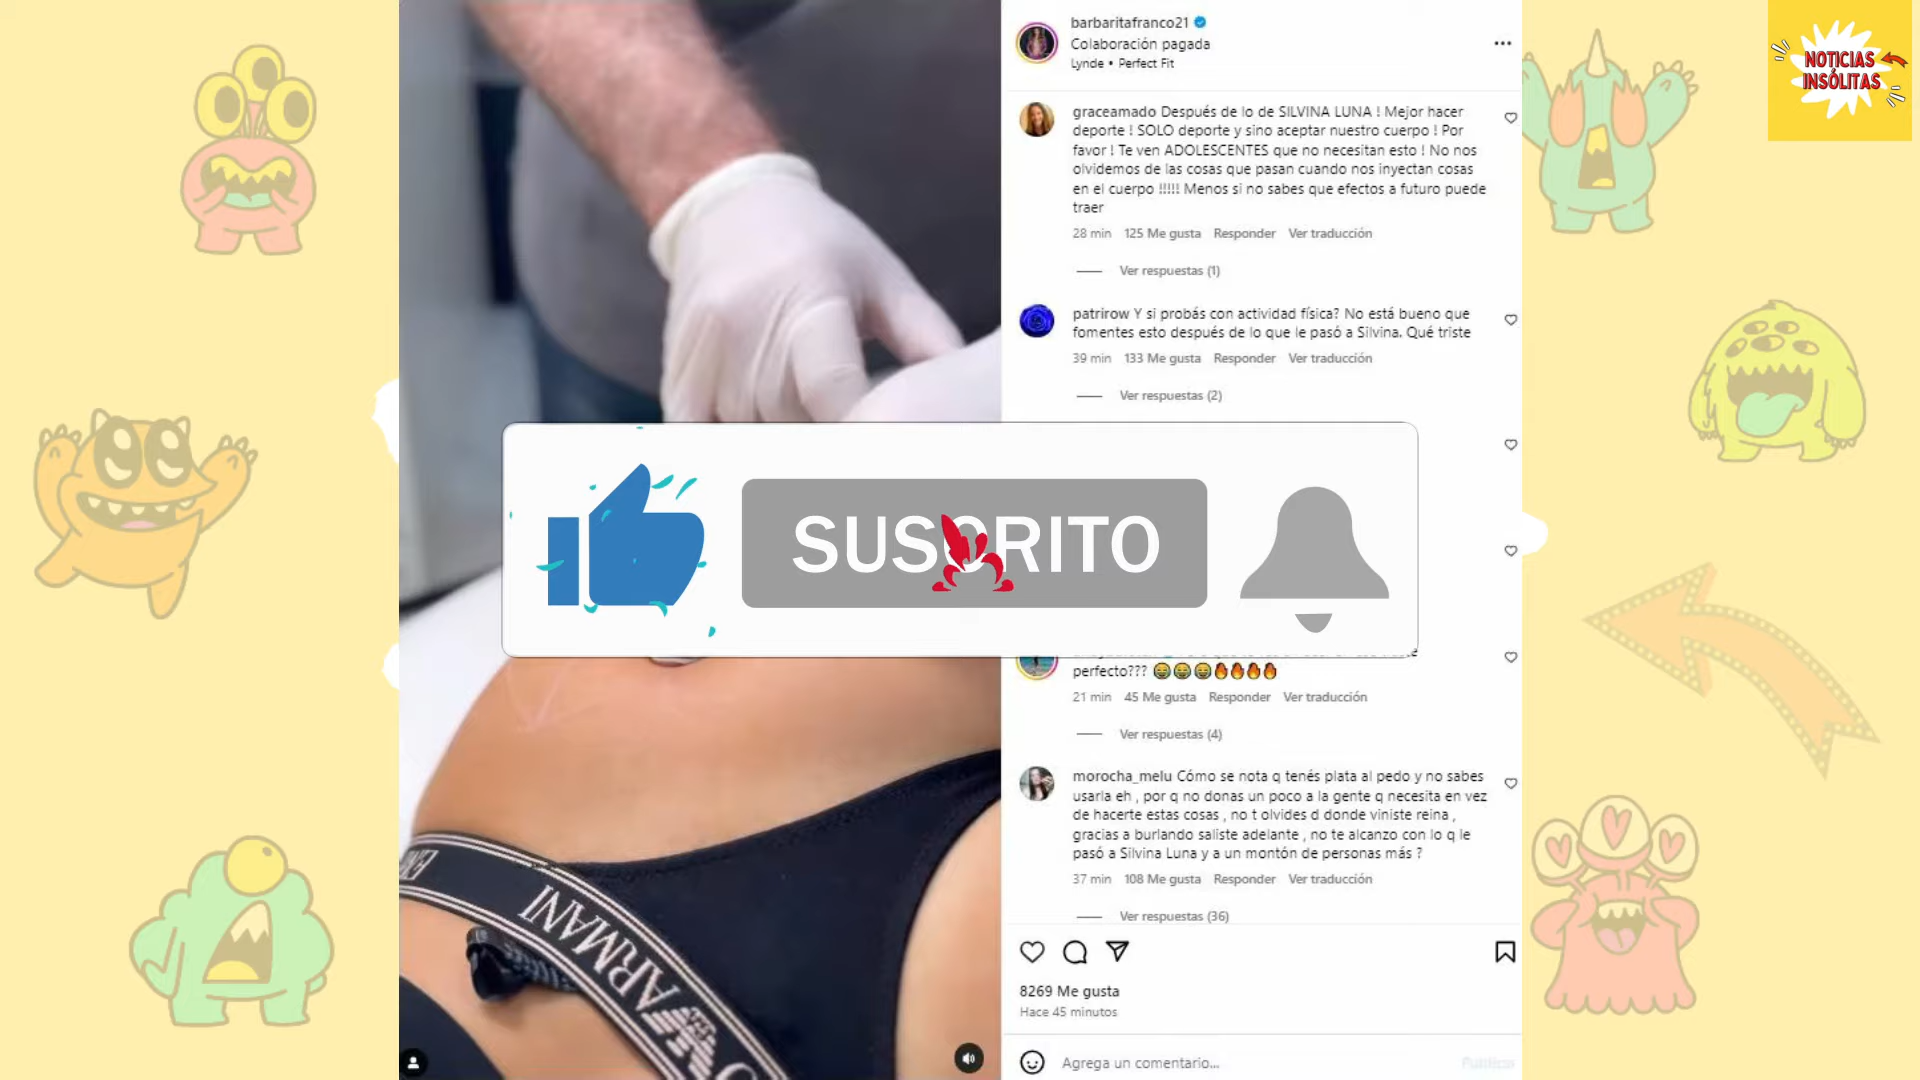 barbaritafranco21
Colaboración pagada
Lynde • Perfect Fit
NOTICIAS
INSÓLITAS
graceamado Después de lo de SILVINA LUNA ! Mejor hacer
deporte ! SOLO deporte y sino aceptar nuestro cuerpo ! Por
favor ! Te ven ADOLESCENTES que no necesitan esto ! No nos
olvidemos de las cosas que pasan cuando nos inyectan cosas
en el cuerpo !!!!! Menos si no sabes que efectos a futuro puede
traer
28 min 125 Me gusta Responder Ver traducción
Ver respuestas (1)
patrirow Y si probás con actividad física? No está bueno que
fomentes esto después de lo que le pasó a Silvina. Qué triste
39 min 133 Me gusta Responder Ver traducción
Ver respuestas (2)
SUSCRITO
perfecto??? 😂😂😂🔥🔥🔥🔥
21 min 45 Me gusta Responder Ver traducción
Ver respuestas (4)
morocha_melu Cómo se nota q tenés plata al pedo y no sabes
usarla eh , por q no donas un poco a la gente q necesita en vez
de hacerte estas cosas , no t olvides d donde viniste reina ,
gracias a burlando saliste adelante , no te alcanzo con lo q le
pasó a Silvina Luna y a un montón de personas más ?
37 min 108 Me gusta Responder Ver traducción
Ver respuestas (36)
ARMANI
8269 Me gusta
Hace 45 minutos
Agrega un comentario...
Publicar